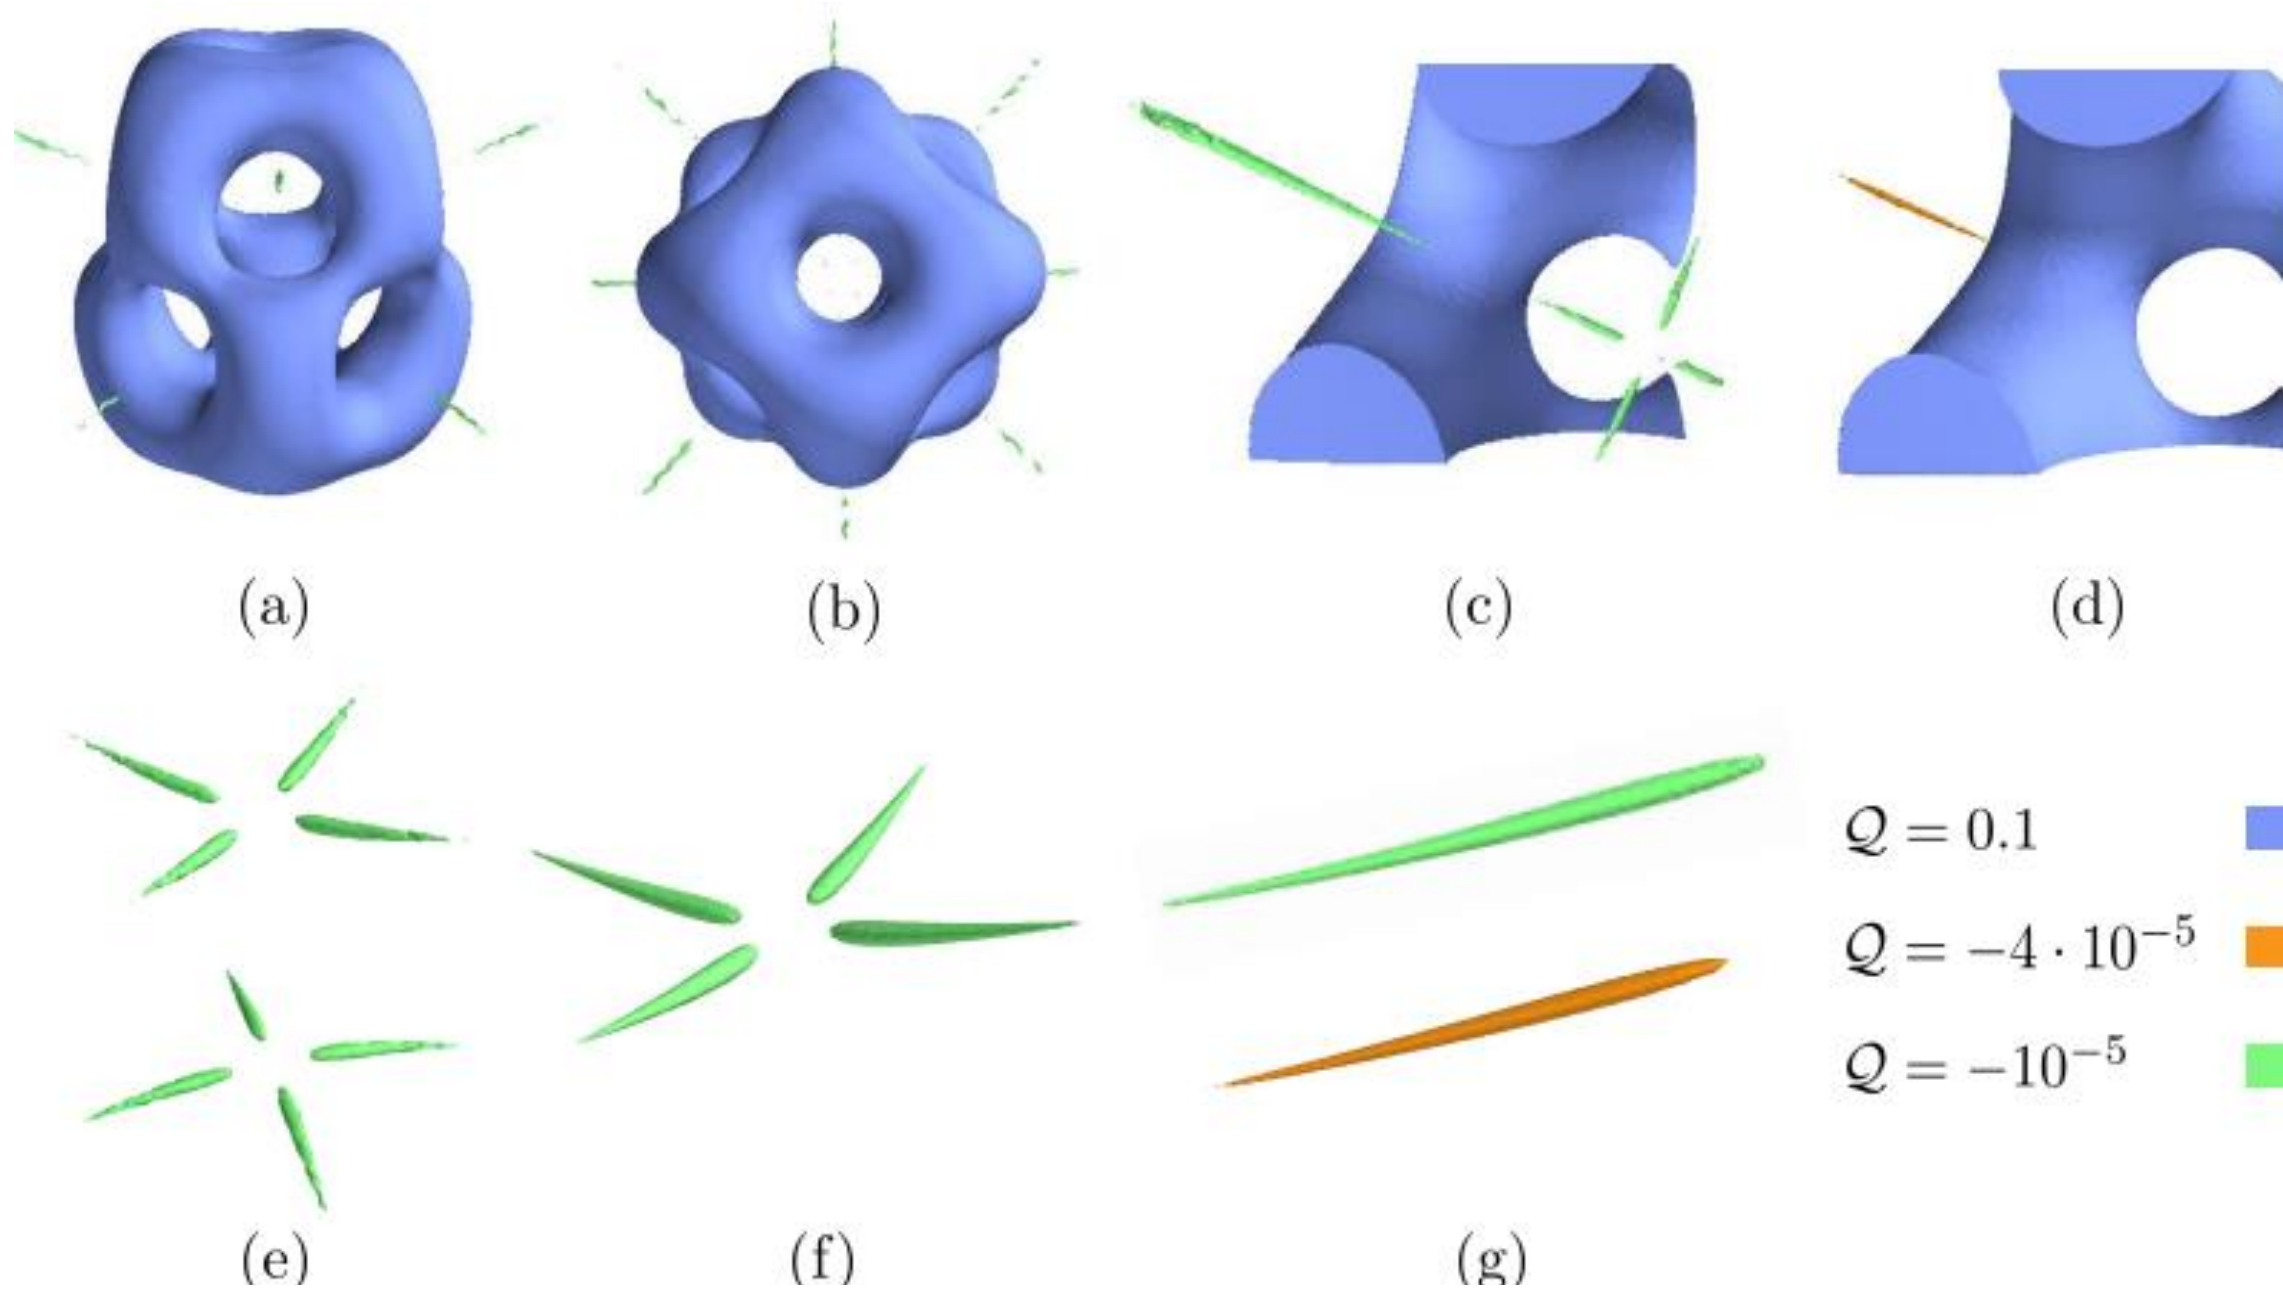 (a) (b) (c) (d)
𝒬 = 0.1
𝒬 = −4 · 10⁻⁵
𝒬 = −10⁻⁵
(e) (f) (g)